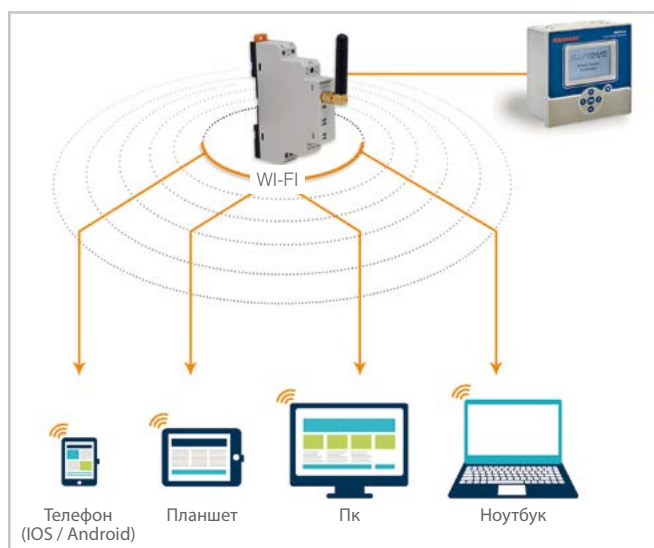 WI-FI
Телефон
(IOS / Android)
Планшет
Пк
Ноутбук